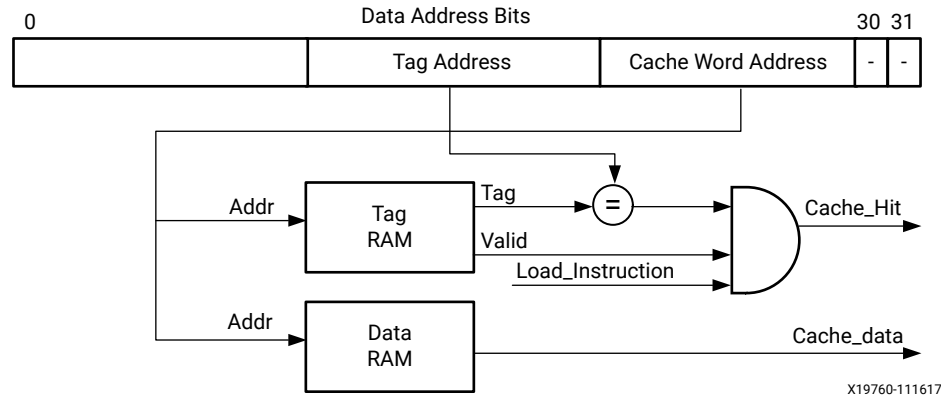 Data Address Bits
0 30 31
Tag Address Cache Word Address - -
Addr Tag RAM Tag = Cache_Hit
Valid
Load_Instruction
Addr Data RAM Cache_data
X19760-111617